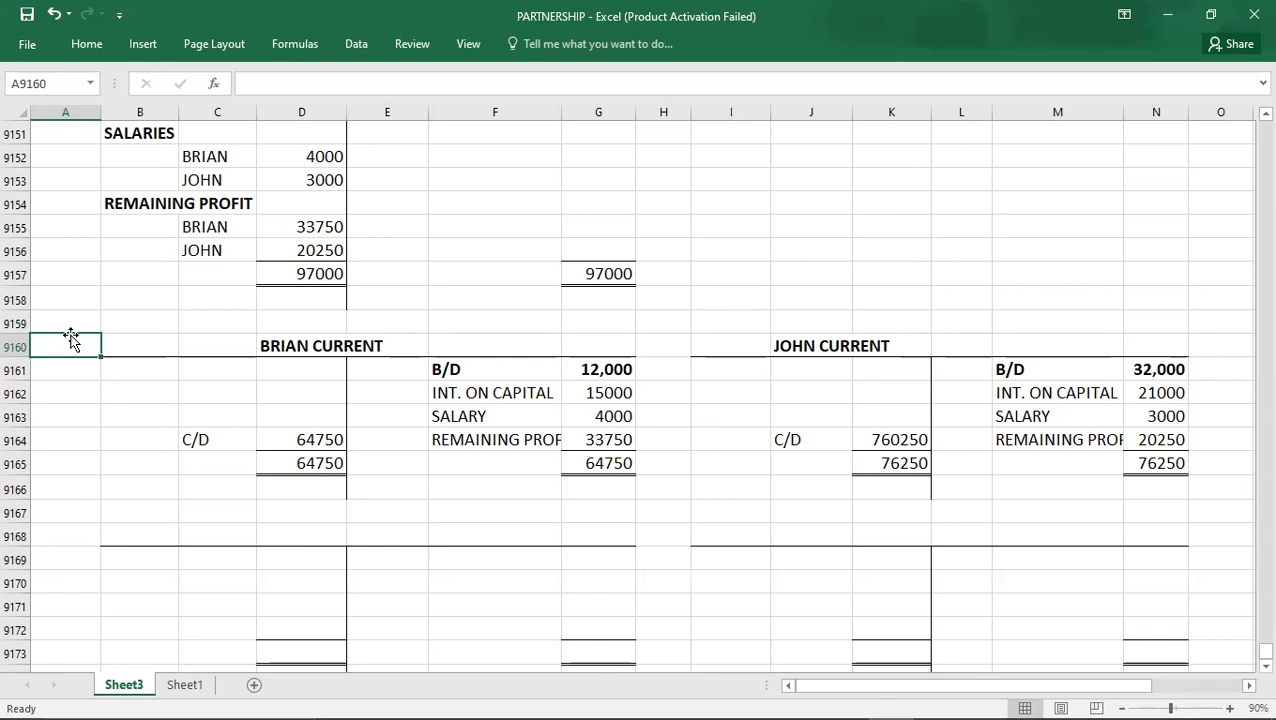 PARTNERSHIP - Excel (Product Activation Failed)
File Home Insert Page Layout Formulas Data Review View Tell me what you want to do... Share
A9160 fx
A B C D E F G H I J K L M N O
9151 SALARIES
9152 BRIAN 4000
9153 JOHN 3000
9154 REMAINING PROFIT
9155 BRIAN 33750
9156 JOHN 20250
9157 97000 97000
9158
9159
9160 BRIAN CURRENT JOHN CURRENT
9161 B/D 12,000 B/D 32,000
9162 INT. ON CAPITAL 15000 INT. ON CAPITAL 21000
9163 SALARY 4000 SALARY 3000
9164 C/D 64750 REMAINING PROF 33750 J/D 760250 REMAINING PROF 20250
9165 64750 64750 76250 76250
9166
9167
9168
9169
9170
9171
9172
9173
Sheet3 Sheet1
Ready 90%